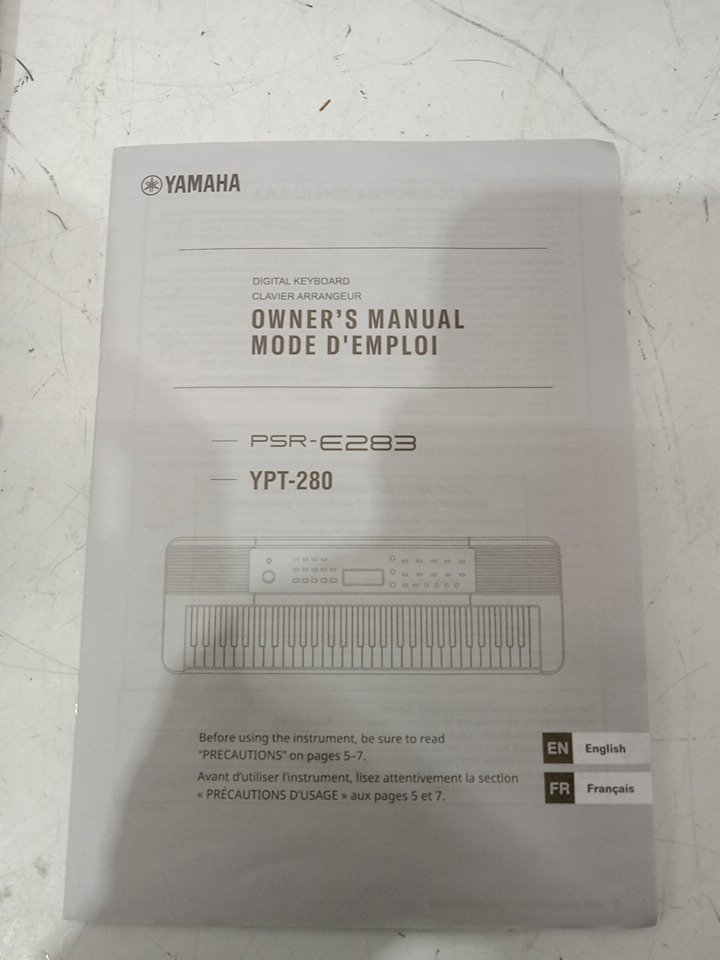 YAMAHA
DIGITAL KEYBOARD
CLAVIER ARRANGEUR
OWNER'S MANUAL
MODE D'EMPLOI
PSR-E283
YPT-280
Before using the instrument, be sure to read
"PRECAUTIONS" on pages 5–7.
Avant d'utiliser l'instrument, lisez attentivement la section
« PRÉCAUTIONS D'USAGE » aux pages 5 et 7.
EN English
FR Français